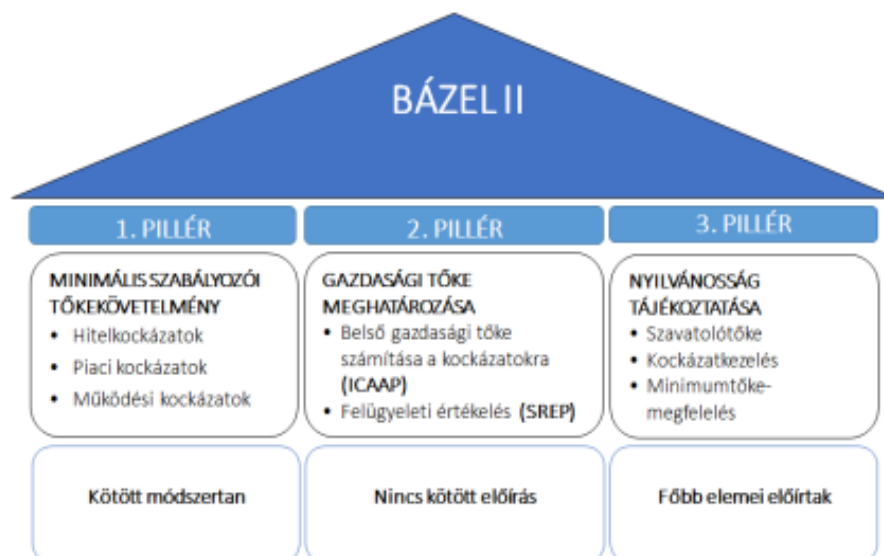 BÁZEL II
1. PILLÉR
MINIMÁLIS SZABÁLYOZÓI
TŐKEKÖVETELMÉNY
• Hitelkockázatok
• Piaci kockázatok
• Működési kockázatok
Kötött módszertan
2. PILLÉR
GAZDASÁGI TŐKE
MEGHATÁROZÁSA
• Belső gazdasági tőke
számítása a kockázatokra
(ICAAP)
• Felügyeleti értékelés (SREP)
Nincs kötött előírás
3. PILLÉR
NYILVÁNOSSÁG
TÁJÉKOZTATÁSA
• Szavatolótőke
• Kockázatkezelés
• Minimumtőke-
megfelelés
Főbb elemei előírtak